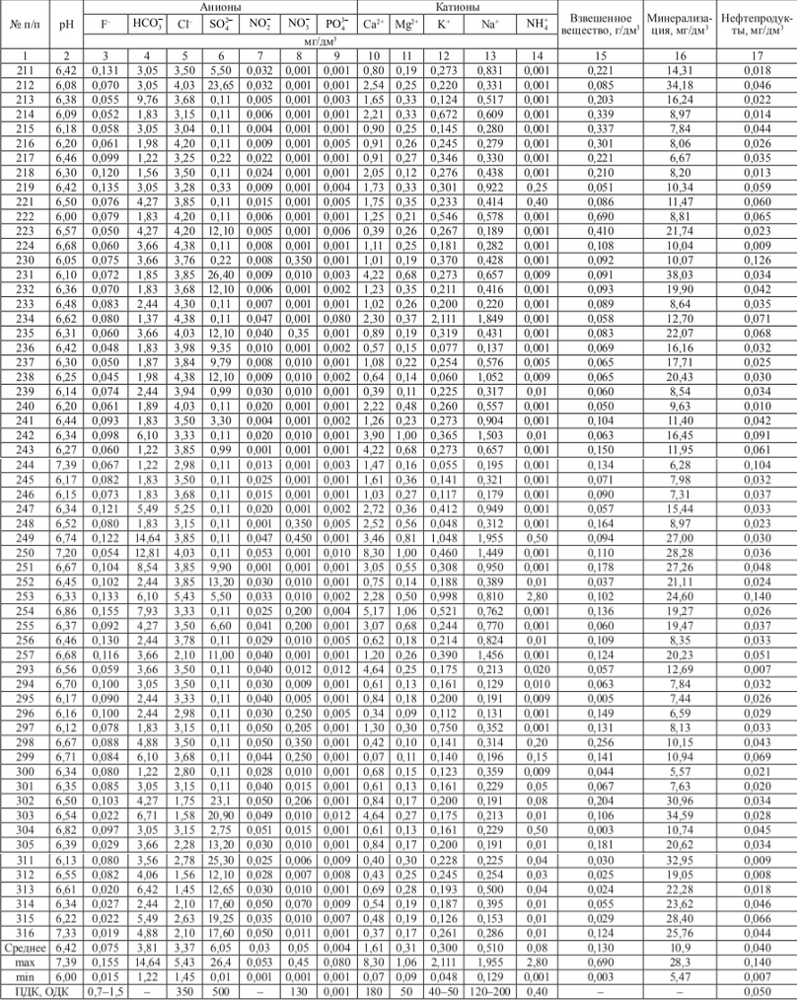 № п/п pH Анионы Катионы Взвешенное вещество, г/дм³ Минерализа-ция, мг/дм³ Нефтепродук-ты, мг/дм³
F⁻ HCO₃⁻ Cl⁻ SO₄²⁻ NO₂⁻ NO₃⁻ PO₄³⁻ Ca²⁺ Mg²⁺ K⁺ Na⁺ NH₄⁺
мг/дм³
1 2 3 4 5 6 7 8 9 10 11 12 13 14 15 16 17
211 6,42 0,131 3,05 3,50 5,50 0,032 0,001 0,001 0,80 0,19 0,273 0,831 0,001 0,221 14,31 0,018
212 6,08 0,070 3,05 4,03 23,65 0,032 0,001 0,001 2,54 0,25 0,220 0,331 0,001 0,085 34,18 0,046
213 6,38 0,055 9,76 3,68 0,11 0,005 0,001 0,003 1,65 0,33 0,124 0,517 0,001 0,203 16,24 0,022
214 6,09 0,052 1,83 3,15 0,11 0,006 0,001 0,001 2,21 0,33 0,672 0,609 0,001 0,339 8,97 0,014
215 6,18 0,058 3,05 3,04 0,11 0,004 0,001 0,001 0,90 0,25 0,145 0,280 0,001 0,337 7,84 0,044
216 6,20 0,061 1,98 4,20 0,11 0,009 0,001 0,005 0,91 0,26 0,245 0,279 0,001 0,301 8,06 0,026
217 6,46 0,099 1,22 3,25 0,22 0,022 0,001 0,001 0,91 0,27 0,346 0,330 0,001 0,221 6,67 0,035
218 6,30 0,120 1,56 3,50 0,11 0,024 0,001 0,001 2,05 0,12 0,276 0,438 0,001 0,210 8,20 0,013
219 6,42 0,135 3,05 3,28 0,33 0,009 0,001 0,004 1,73 0,33 0,301 0,922 0,25 0,051 10,34 0,059
221 6,50 0,076 4,27 3,85 0,11 0,015 0,001 0,005 1,75 0,35 0,233 0,414 0,40 0,086 11,47 0,060
222 6,00 0,079 1,83 4,20 0,11 0,006 0,001 0,001 1,25 0,21 0,546 0,578 0,001 0,690 8,81 0,065
223 6,57 0,050 4,27 4,20 12,10 0,005 0,001 0,006 0,39 0,26 0,267 0,189 0,001 0,410 21,74 0,023
224 6,68 0,060 3,66 4,38 0,11 0,008 0,001 0,001 1,11 0,25 0,181 0,282 0,001 0,108 10,04 0,009
230 6,05 0,075 3,66 3,76 0,22 0,008 0,350 0,001 1,01 0,19 0,370 0,428 0,001 0,092 10,07 0,126
231 6,10 0,072 1,85 3,85 26,40 0,009 0,010 0,003 4,22 0,68 0,273 0,657 0,009 0,091 38,03 0,034
232 6,36 0,070 1,83 3,68 12,10 0,006 0,001 0,002 1,23 0,35 0,211 0,416 0,001 0,093 19,90 0,042
233 6,48 0,083 2,44 4,30 0,11 0,007 0,001 0,001 1,02 0,26 0,200 0,220 0,001 0,089 8,64 0,035
234 6,62 0,080 1,37 4,38 0,11 0,047 0,001 0,080 2,30 0,37 2,111 1,849 0,001 0,058 12,70 0,071
235 6,31 0,060 3,66 4,03 12,10 0,040 0,35 0,001 0,89 0,19 0,319 0,431 0,001 0,083 22,07 0,068
236 6,42 0,048 1,83 3,98 9,35 0,010 0,001 0,002 0,57 0,15 0,077 0,137 0,001 0,069 16,16 0,032
237 6,30 0,050 1,87 3,84 9,79 0,008 0,010 0,001 1,08 0,22 0,254 0,576 0,005 0,065 17,71 0,025
238 6,25 0,045 1,98 4,38 12,10 0,009 0,010 0,002 0,64 0,14 0,060 1,052 0,009 0,065 20,43 0,030
239 6,14 0,074 2,44 3,94 0,99 0,030 0,010 0,001 0,39 0,11 0,225 0,317 0,01 0,060 8,54 0,034
240 6,20 0,061 1,89 4,03 0,11 0,020 0,001 0,001 2,22 0,48 0,260 0,557 0,001 0,050 9,63 0,010
241 6,44 0,093 1,83 3,50 3,30 0,004 0,001 0,002 1,26 0,23 0,273 0,904 0,001 0,104 11,40 0,042
242 6,34 0,098 6,10 3,33 0,11 0,020 0,010 0,001 3,90 1,00 0,365 1,503 0,01 0,063 16,45 0,091
243 6,27 0,060 1,22 3,85 0,99 0,001 0,001 0,001 4,22 0,68 0,273 0,657 0,001 0,150 11,95 0,061
244 7,39 0,067 1,22 2,98 0,11 0,013 0,001 0,003 1,47 0,16 0,055 0,195 0,001 0,134 6,28 0,104
245 6,17 0,082 1,83 3,50 0,11 0,025 0,001 0,001 1,61 0,36 0,141 0,321 0,001 0,071 7,98 0,032
246 6,15 0,073 1,83 3,68 0,11 0,015 0,001 0,001 1,03 0,27 0,117 0,179 0,001 0,090 7,31 0,037
247 6,34 0,121 5,49 5,25 0,11 0,020 0,001 0,002 2,72 0,36 0,412 0,949 0,001 0,057 15,44 0,033
248 6,52 0,080 1,83 3,15 0,11 0,001 0,350 0,005 2,52 0,56 0,048 0,312 0,001 0,164 8,97 0,023
249 6,74 0,122 14,64 3,85 0,11 0,047 0,450 0,001 3,46 0,81 1,048 1,955 0,50 0,094 27,00 0,030
250 7,20 0,054 12,81 4,03 0,11 0,053 0,001 0,010 8,30 1,00 0,460 1,449 0,001 0,110 28,28 0,036
251 6,67 0,104 8,54 3,85 9,90 0,001 0,001 0,001 3,05 0,55 0,308 0,950 0,001 0,178 27,26 0,048
252 6,45 0,102 2,44 3,85 13,20 0,030 0,010 0,001 0,75 0,14 0,188 0,389 0,01 0,037 21,11 0,024
253 6,33 0,133 6,10 5,43 5,50 0,033 0,010 0,002 2,28 0,50 0,998 0,810 2,80 0,102 24,60 0,140
254 6,86 0,155 7,93 3,33 0,11 0,025 0,200 0,004 5,17 1,06 0,521 0,762 0,001 0,136 19,27 0,026
255 6,37 0,092 4,27 3,50 6,60 0,041 0,200 0,001 3,07 0,68 0,244 0,770 0,001 0,060 19,47 0,037
256 6,46 0,130 2,44 3,78 0,11 0,029 0,010 0,005 0,62 0,18 0,214 0,824 0,01 0,109 8,35 0,033
257 6,68 0,116 3,66 2,10 11,00 0,040 0,001 0,001 1,20 0,26 0,390 1,456 0,001 0,124 20,23 0,051
293 6,56 0,059 3,66 3,50 0,11 0,040 0,012 0,012 4,64 0,25 0,175 0,213 0,020 0,057 12,69 0,007
294 6,70 0,100 3,05 3,50 0,11 0,030 0,009 0,001 0,61 0,13 0,161 0,129 0,010 0,063 7,84 0,032
295 6,17 0,090 2,44 3,33 0,11 0,040 0,005 0,001 0,84 0,18 0,200 0,191 0,009 0,005 7,44 0,026
296 6,16 0,100 2,44 2,98 0,11 0,030 0,250 0,005 0,34 0,09 0,112 0,131 0,001 0,149 6,59 0,029
297 6,12 0,078 1,83 3,15 0,11 0,050 0,205 0,001 1,30 0,30 0,750 0,352 0,001 0,131 8,13 0,033
298 6,67 0,088 4,88 3,50 0,11 0,050 0,350 0,001 0,42 0,10 0,141 0,314 0,20 0,256 10,15 0,043
299 6,71 0,084 6,10 3,68 0,11 0,044 0,250 0,001 0,07 0,11 0,140 0,196 0,15 0,141 10,94 0,069
300 6,34 0,080 1,22 2,80 0,11 0,028 0,010 0,001 0,68 0,15 0,123 0,359 0,009 0,044 5,57 0,021
301 6,35 0,085 3,05 3,15 0,11 0,040 0,015 0,001 0,61 0,13 0,161 0,229 0,05 0,067 7,63 0,020
302 6,50 0,103 4,27 1,75 23,1 0,050 0,206 0,001 0,84 0,17 0,200 0,191 0,08 0,204 30,96 0,034
303 6,54 0,022 6,71 1,58 20,90 0,049 0,010 0,012 4,64 0,27 0,175 0,213 0,01 0,106 34,59 0,028
304 6,82 0,097 3,05 3,15 2,75 0,051 0,015 0,001 0,61 0,13 0,161 0,229 0,50 0,003 10,74 0,045
305 6,39 0,029 3,66 2,28 13,20 0,030 0,010 0,001 0,84 0,17 0,200 0,191 0,01 0,181 20,62 0,034
311 6,13 0,080 3,56 2,78 25,30 0,025 0,006 0,009 0,40 0,30 0,228 0,225 0,04 0,030 32,95 0,009
312 6,55 0,082 4,06 1,56 12,10 0,028 0,007 0,008 0,43 0,25 0,245 0,254 0,03 0,025 19,05 0,008
313 6,61 0,020 6,42 1,45 12,65 0,030 0,010 0,001 0,69 0,28 0,193 0,500 0,04 0,024 22,28 0,018
314 6,34 0,027 2,44 2,10 17,60 0,050 0,070 0,009 0,54 0,19 0,187 0,395 0,01 0,055 23,62 0,046
315 6,22 0,022 5,49 2,63 19,25 0,035 0,010 0,007 0,48 0,19 0,126 0,153 0,01 0,029 28,40 0,066
316 7,33 0,019 4,88 2,10 17,60 0,050 0,011 0,001 0,37 0,17 0,261 0,286 0,01 0,124 25,76 0,044
Среднее 6,42 0,075 3,81 3,37 6,05 0,03 0,05 0,004 1,61 0,31 0,300 0,510 0,08 0,130 10,9 0,040
max 7,39 0,155 14,64 5,43 26,4 0,053 0,45 0,080 8,30 1,06 2,111 1,955 2,80 0,690 28,3 0,140
min 6,00 0,015 1,22 1,45 0,01 0,001 0,001 0,001 0,07 0,09 0,048 0,129 0,001 0,003 5,47 0,007
ПДК, ОДК 0,7–1,5 – 350 500 – 130 0,001 180 50 40–50 120–200 0,40 – – 0,050